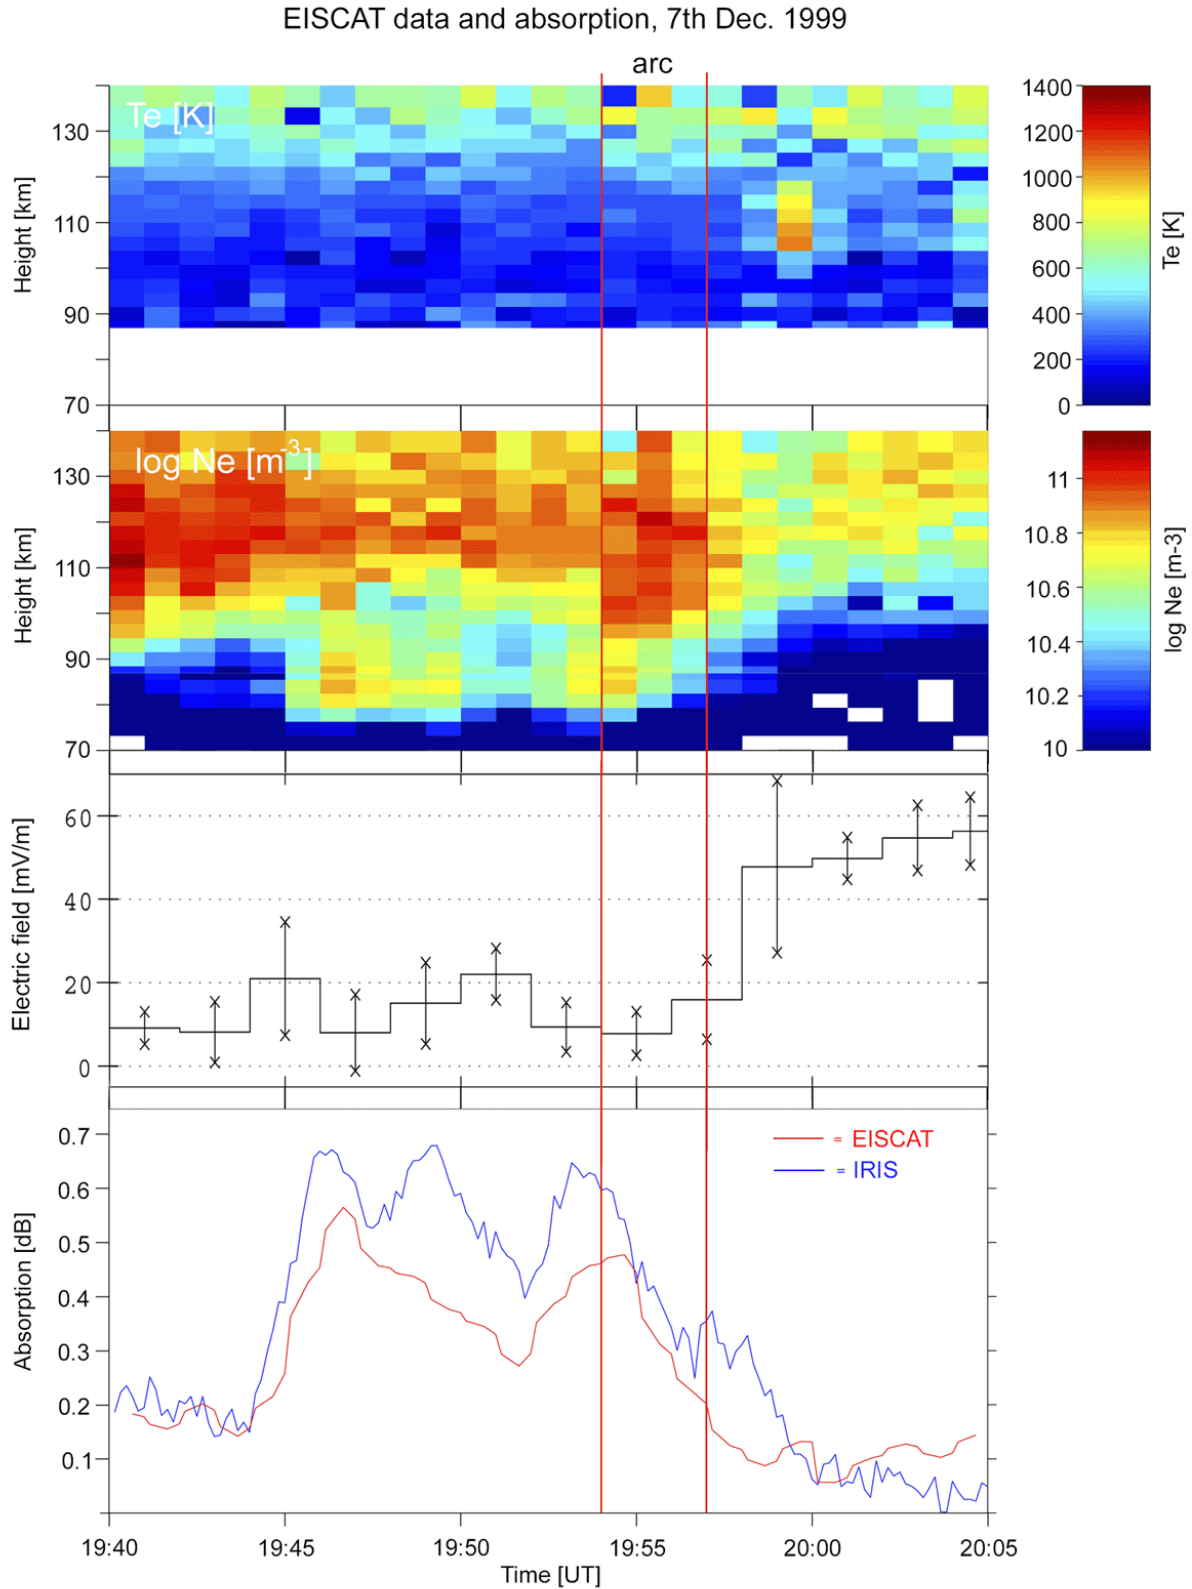 EISCAT data and absorption, 7th Dec. 1999
arc
Te [K]
130
110
90
70
Height [km]
1400
1200
1000
800
600
400
200
0
Te [K]
log Ne [m-3]
130
110
90
70
Height [km]
11
10.8
10.6
10.4
10.2
10
log Ne [m-3]
60
40
20
0
Electric field [mV/m]
= EISCAT
= IRIS
0.7
0.6
0.5
0.4
0.3
0.2
0.1
Absorption [dB]
19:40 19:45 19:50 19:55 20:00 20:05
Time [UT]